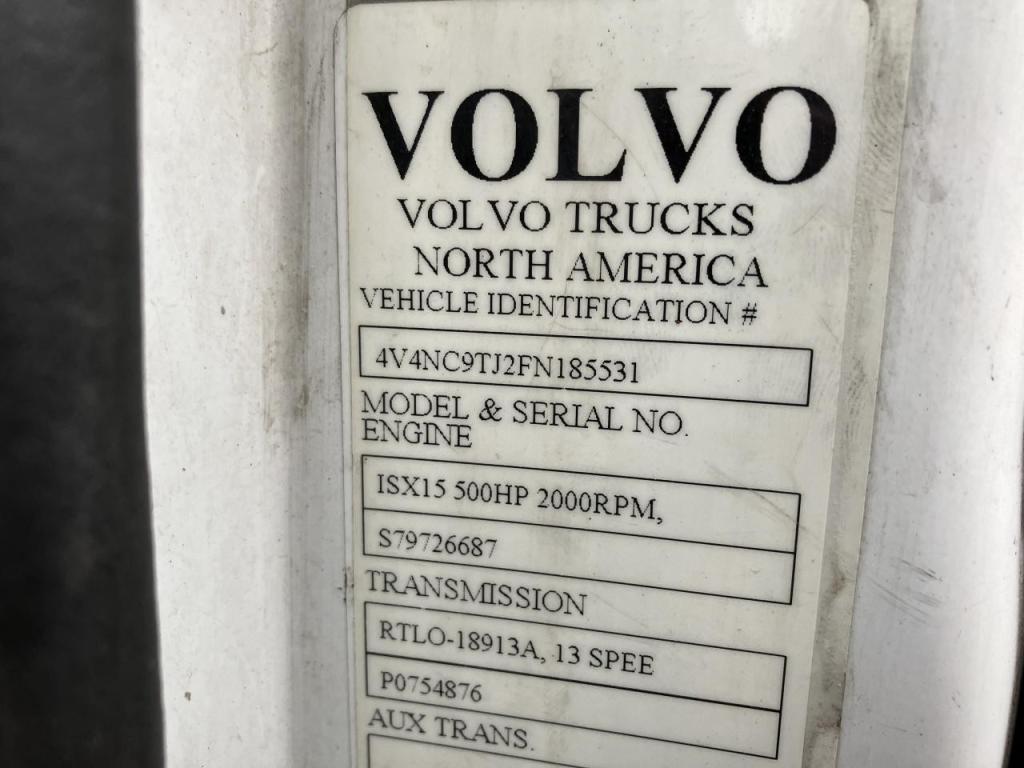 VOLVO
VOLVO TRUCKS
NORTH AMERICA
VEHICLE IDENTIFICATION #
4V4NC9TJ2FN185531
MODEL & SERIAL NO.
ENGINE
ISX15 500HP 2000RPM,
S79726687
TRANSMISSION
RTLO-18913A, 13 SPEE
P0754876
AUX TRANS.